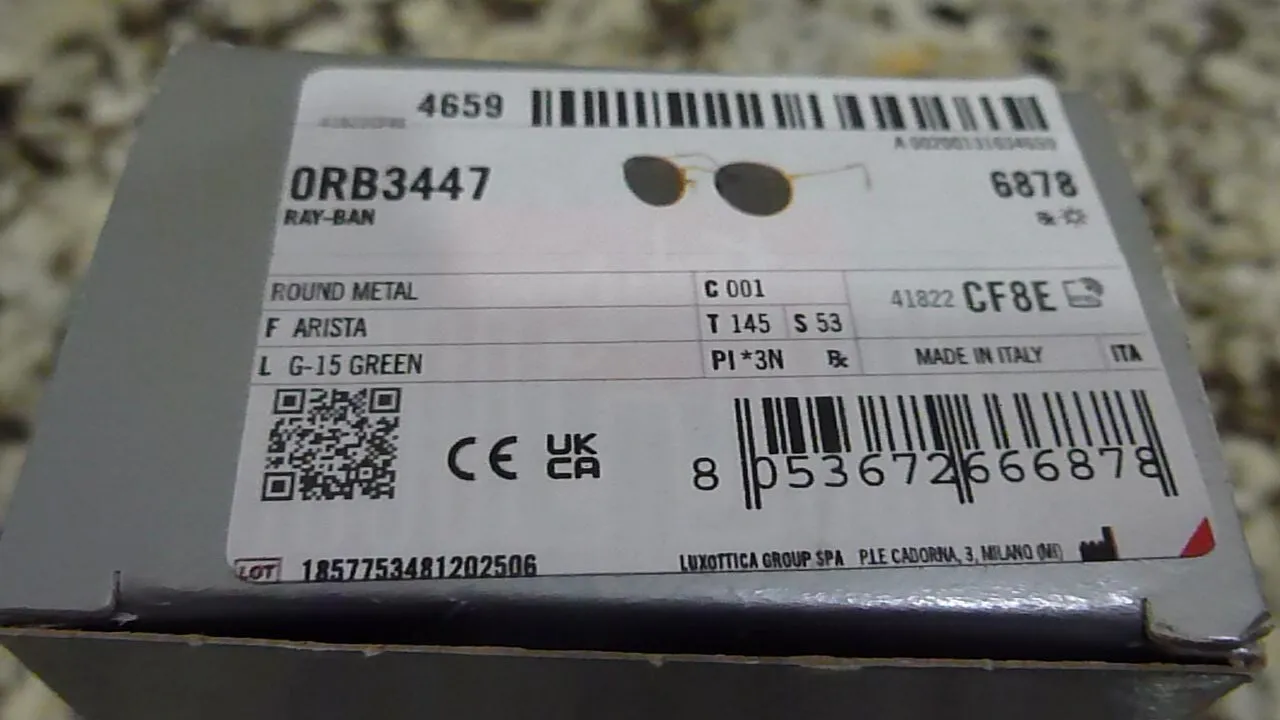 4659
ORB3447
RAY-BAN
6878
ROUND METAL
C 001
41822 CF8E
F ARISTA
T 145 S 53
L G-15 GREEN
PI *3N
MADE IN ITALY
ITA
CE UK CA
8 053672 666878
LOT 1857753481202506
LUXOTTICA GROUP SPA P.LE CADORNA, 3, MILANO (MI)